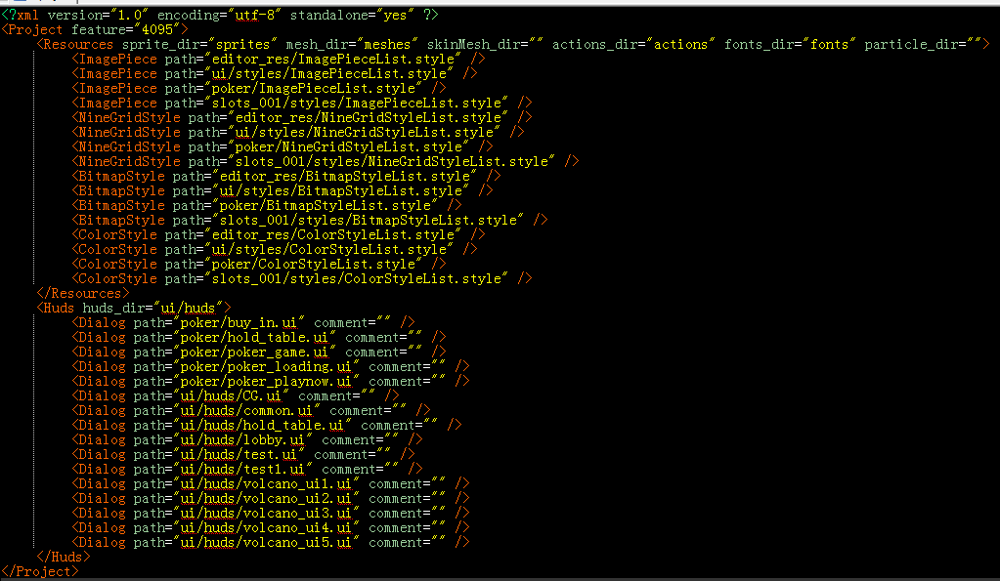 <?xml version="1.0" encoding="utf-8" standalone="yes" ?>
<Project feature="4095">
<Resources sprite_dir="sprites" mesh_dir="meshes" skinMesh_dir="" actions_dir="actions" fonts_dir="fonts" particle_dir="">
<ImagePiece path="editor_res/ImagePieceList.style" />
<ImagePiece path="ui/styles/ImagePieceList.style" />
<ImagePiece path="poker/ImagePieceList.style" />
<ImagePiece path="slots_001/styles/ImagePieceList.style" />
<NineGridStyle path="editor_res/NineGridStyleList.style" />
<NineGridStyle path="ui/styles/NineGridStyleList.style" />
<NineGridStyle path="poker/NineGridStyleList.style" />
<NineGridStyle path="slots_001/styles/NineGridStyleList.style" />
<BitmapStyle path="editor_res/BitmapStyleList.style" />
<BitmapStyle path="ui/styles/BitmapStyleList.style" />
<BitmapStyle path="poker/BitmapStyleList.style" />
<BitmapStyle path="slots_001/styles/BitmapStyleList.style" />
<ColorStyle path="editor_res/ColorStyleList.style" />
<ColorStyle path="ui/styles/ColorStyleList.style" />
<ColorStyle path="poker/ColorStyleList.style" />
<ColorStyle path="slots_001/styles/ColorStyleList.style" />
</Resources>
<Huds huds_dir="ui/huds">
<Dialog path="poker/buy_in.ui" comment="" />
<Dialog path="poker/hold_table.ui" comment="" />
<Dialog path="poker/poker_game.ui" comment="" />
<Dialog path="poker/poker_loading.ui" comment="" />
<Dialog path="poker/poker_playnow.ui" comment="" />
<Dialog path="ui/huds/CG.ui" comment="" />
<Dialog path="ui/huds/common.ui" comment="" />
<Dialog path="ui/huds/hold_table.ui" comment="" />
<Dialog path="ui/huds/lobby.ui" comment="" />
<Dialog path="ui/huds/test.ui" comment="" />
<Dialog path="ui/huds/test1.ui" comment="" />
<Dialog path="ui/huds/volcano_ui1.ui" comment="" />
<Dialog path="ui/huds/volcano_ui2.ui" comment="" />
<Dialog path="ui/huds/volcano_ui3.ui" comment="" />
<Dialog path="ui/huds/volcano_ui4.ui" comment="" />
<Dialog path="ui/huds/volcano_ui5.ui" comment="" />
</Huds>
</Project>